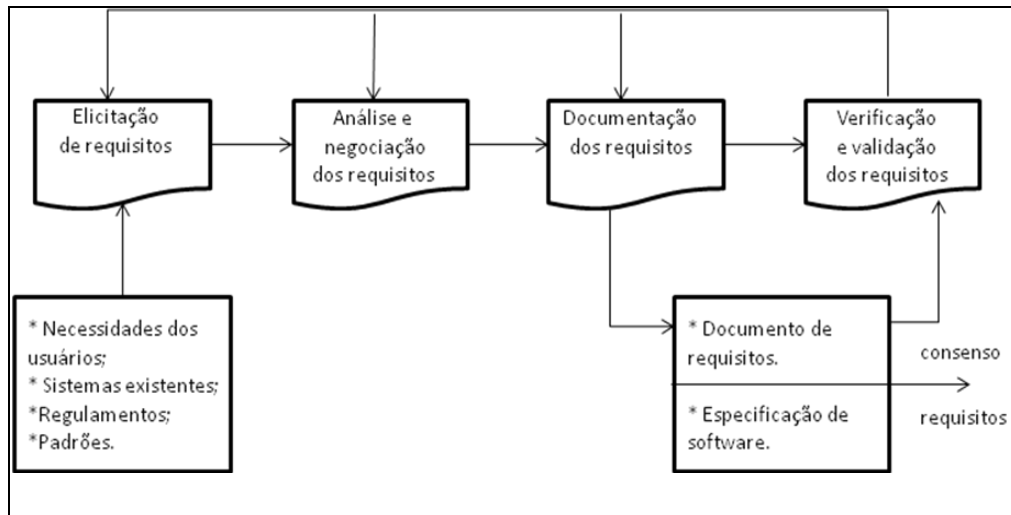 Elicitação
de requisitos
Análise e
negociação
dos requisitos
Documentação
dos requisitos
Verificação
e validação
dos requisitos
* Necessidades dos
usuários;
* Sistemas existentes;
*Regulamentos;
*Padrões.
* Documento de
requisitos.
* Especificação de
software.
consenso
requisitos